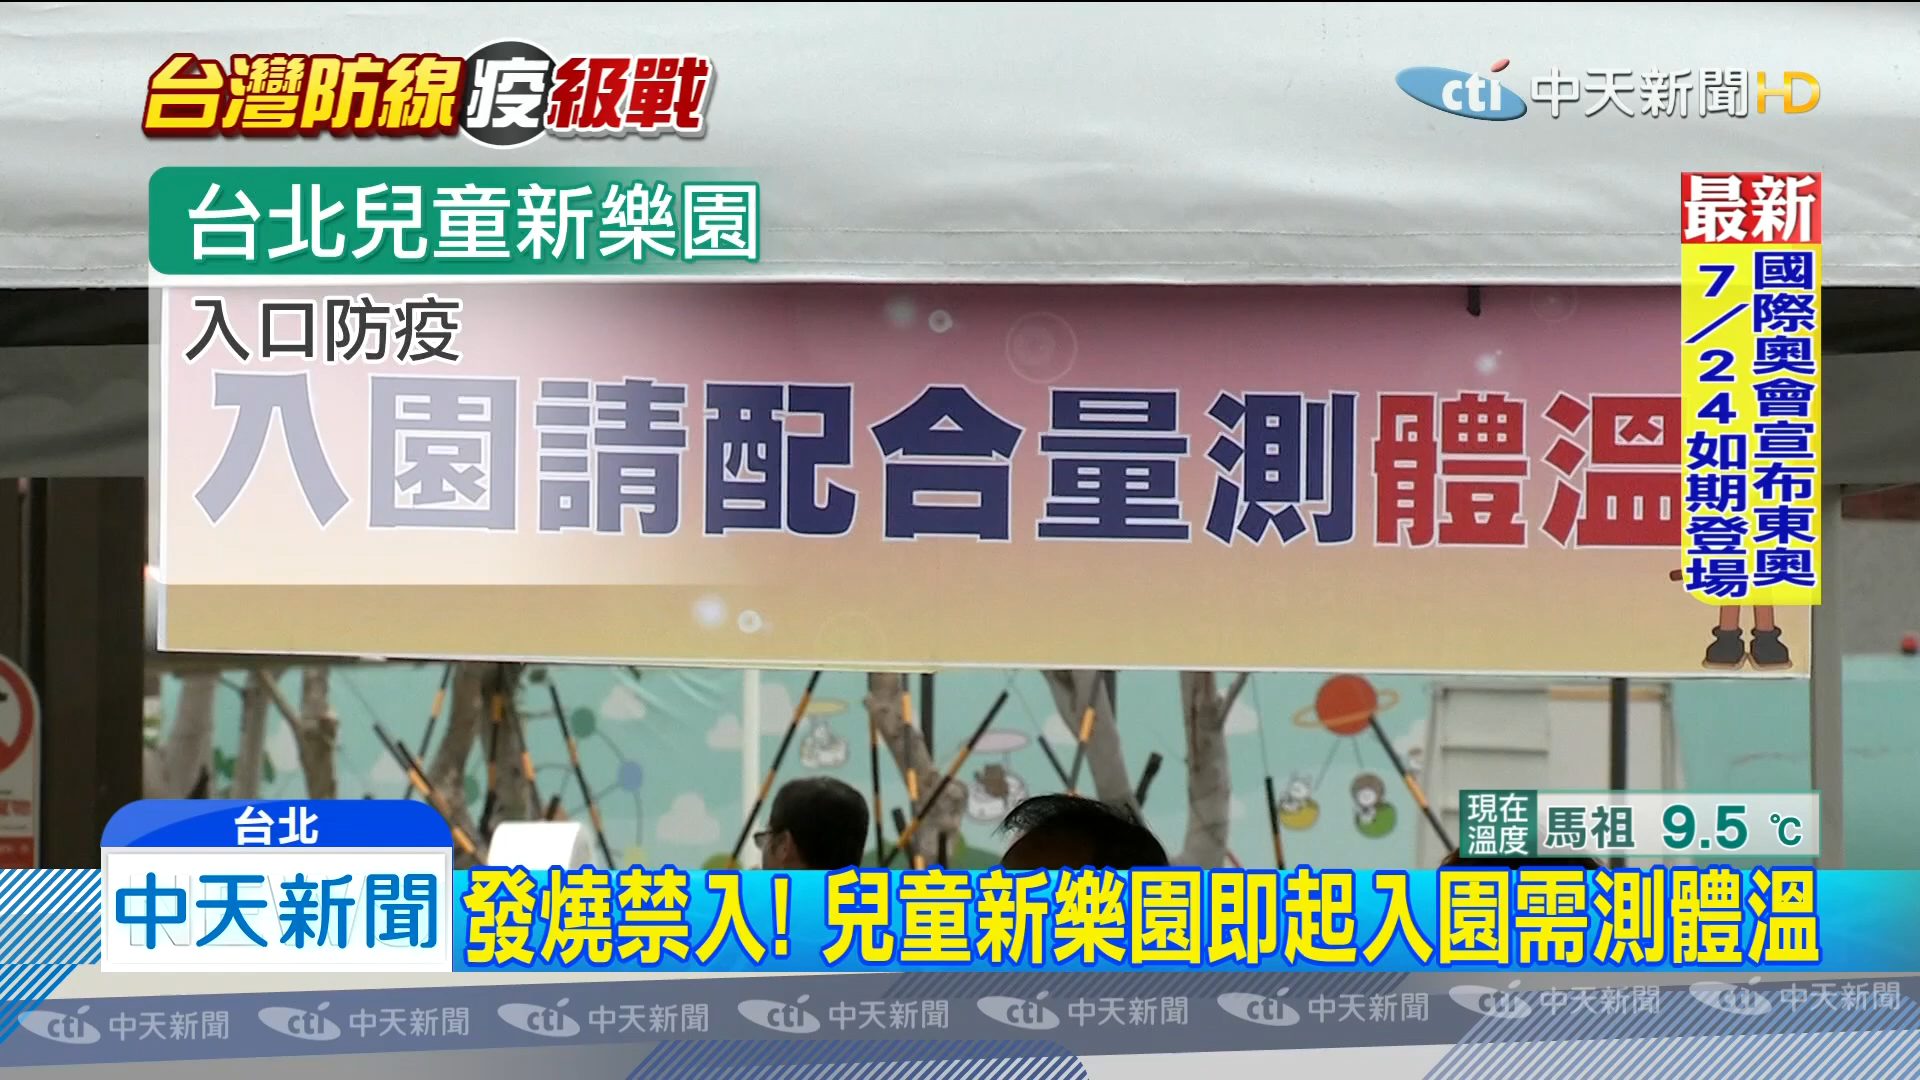 台灣防線疫級戰
cti 中天新聞HD
台北兒童新樂園
入口防疫
入園請配合量測體溫
最新
國際奧會宣布東奧
7/24如期登場
現在溫度 馬祖 9.5 ℃
台北
中天新聞
發燒禁入! 兒童新樂園即起入園需測體溫
cti 中天新聞 cti 中天新聞 cti 中天新聞 cti 中天新聞 cti 中天新聞 cti 中天新聞 cti 中天新聞 cti 中天新聞